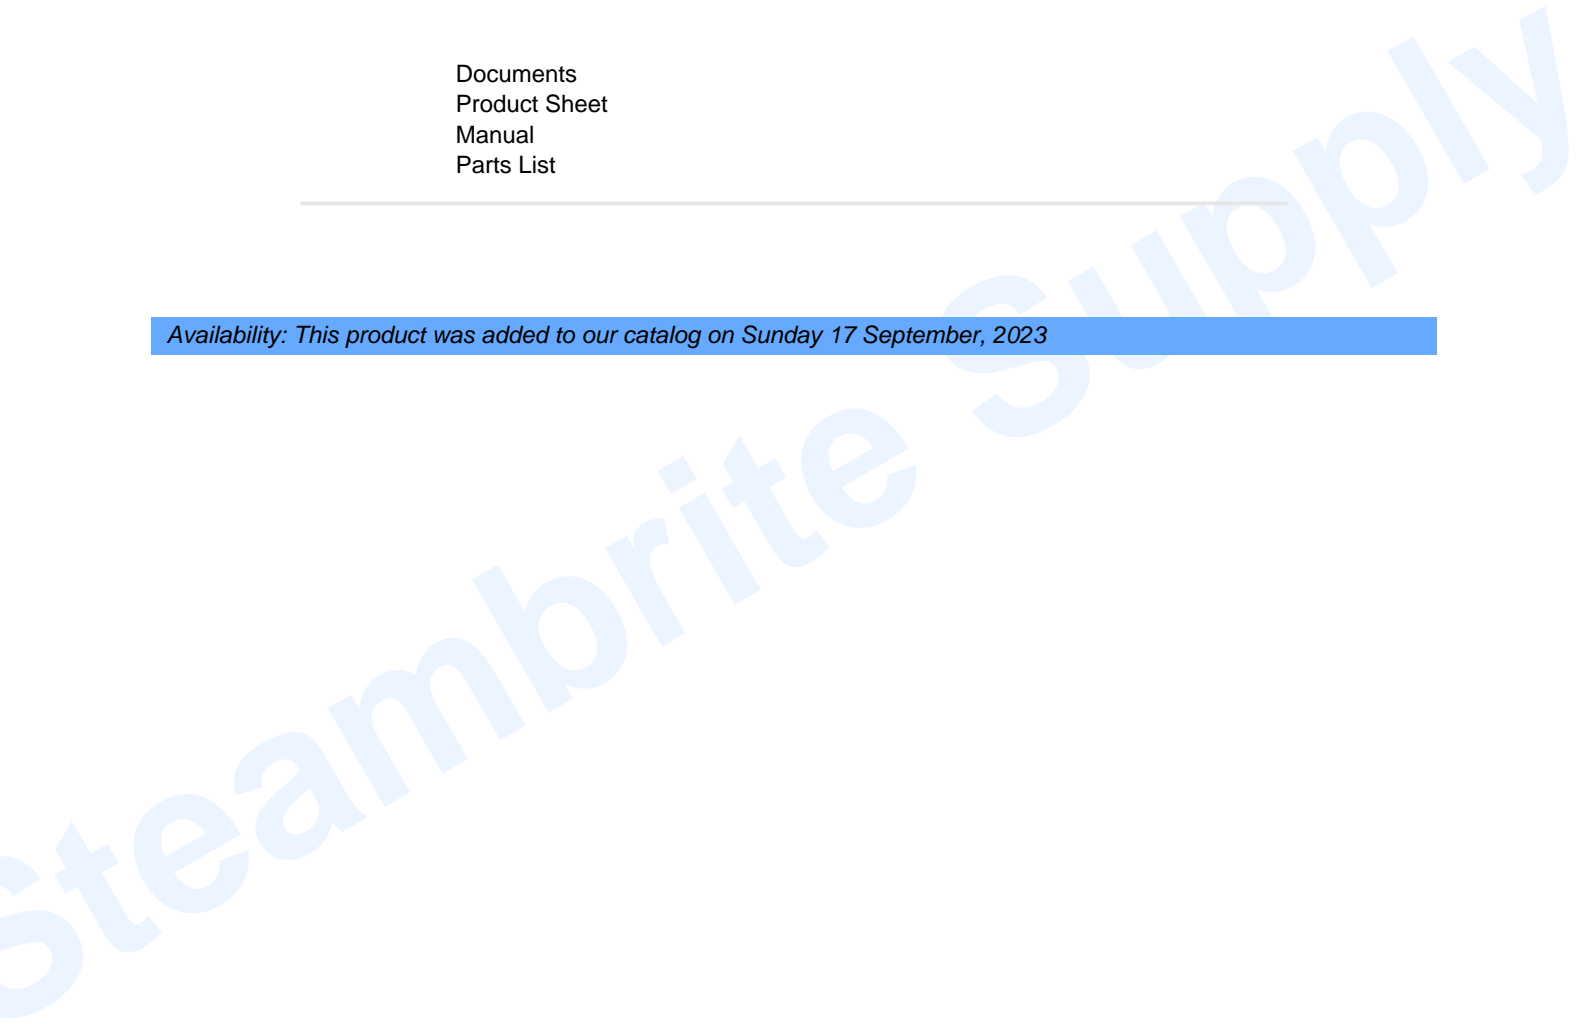 Documents
Product Sheet
Manual
Parts List
Availability: This product was added to our catalog on Sunday 17 September, 2023
Steambrite Supply